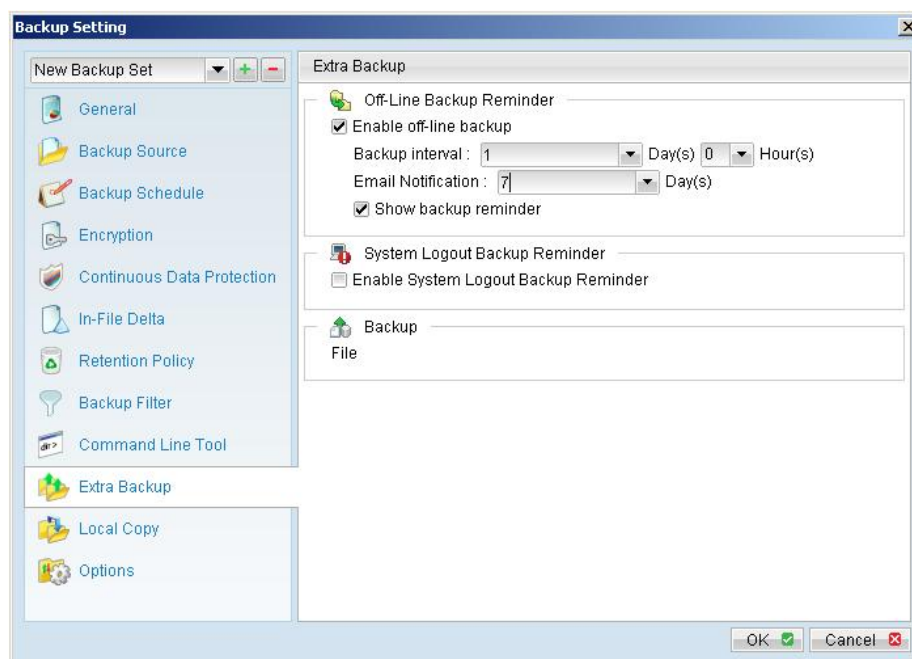 Backup Setting
New Backup Set
General
Backup Source
Backup Schedule
Encryption
Continuous Data Protection
In-File Delta
Retention Policy
Backup Filter
dir>
Command Line Tool
Extra Backup
Local Copy
Options
Extra Backup
Off-Line Backup Reminder
Enable off-line backup
Backup interval : 1 Day(s) 0 Hour(s)
Email Notification : 7 Day(s)
Show backup reminder
System Logout Backup Reminder
Enable System Logout Backup Reminder
Backup
File
OK Cancel